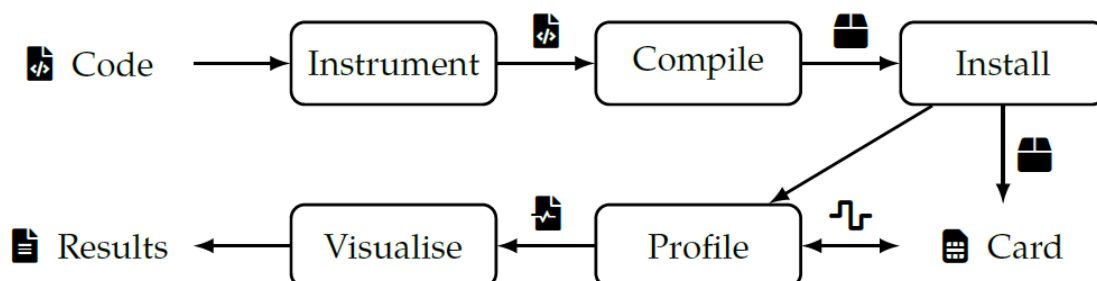 Code
Instrument
Compile
Install
Results
Visualise
Profile
Card